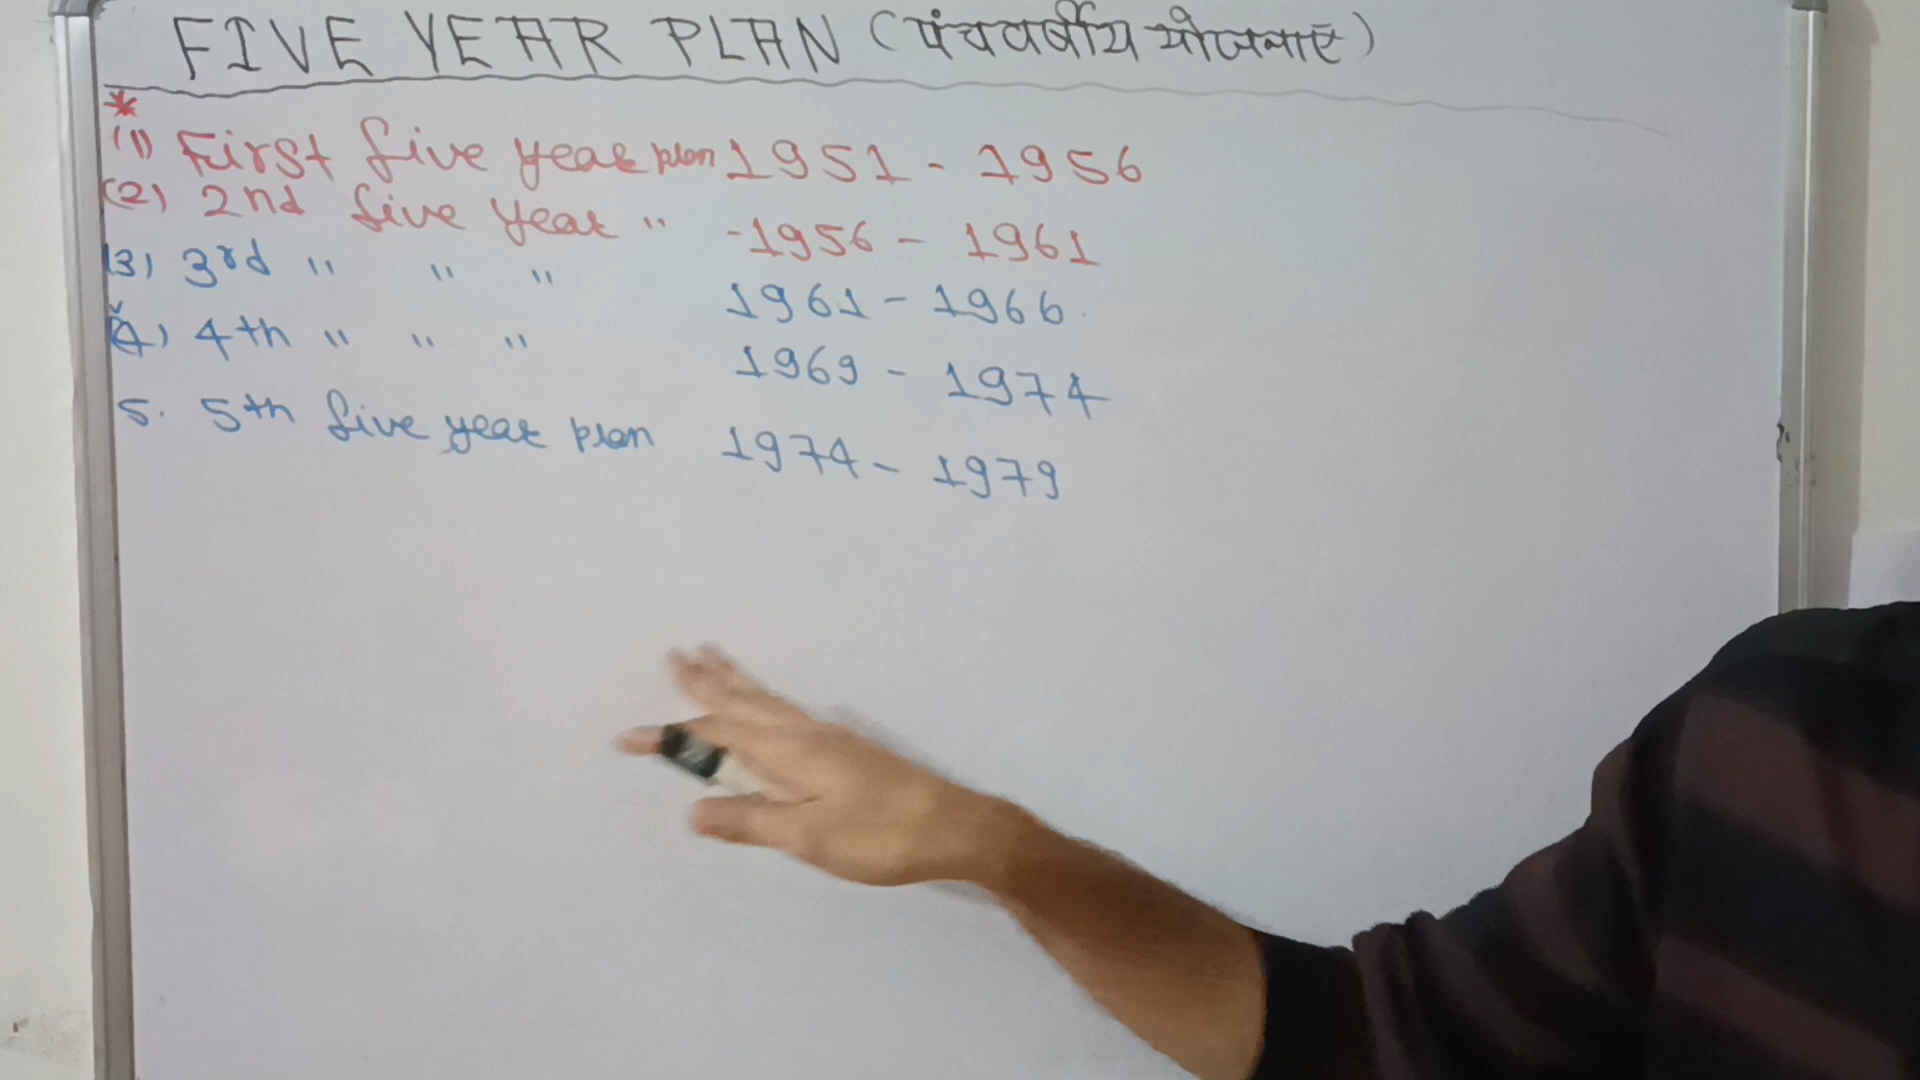 FIVE YEAR PLAN (पंचवर्षीय योजनाएं)
*
(1) First five year plan 1951 - 1956
(2) 2nd five year " - 1956 - 1961
(3) 3rd " " " 1961 - 1966
(4) 4th " " " 1969 - 1974
5. 5th five year plan 1974 - 1979